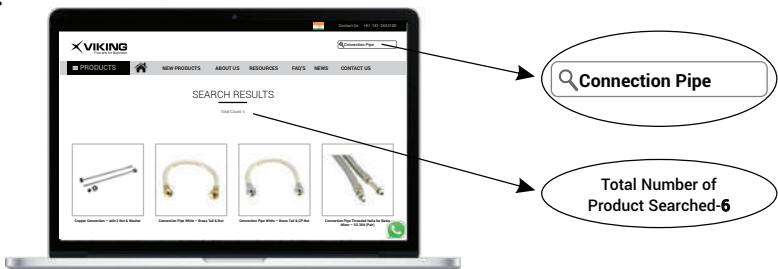 Contact Us +91-
VIKING
Connection Pipe
PRODUCTS
NEW PRODUCTS
ABOUT US
RESOURCES
FAQ'S
NEWS
CONTACT US
SEARCH RESULTS
Total Count: 6
Copper Connection – with 2 Nut & Washer
Connection Pipe White – Brass Tail & Nut
Connection Pipe White – Brass Tail & CP Nut
Connection Pipe Threaded Italia for Basin
Mixer – SS 304 (Pair)
Connection Pipe
Total Number of
Product Searched-6